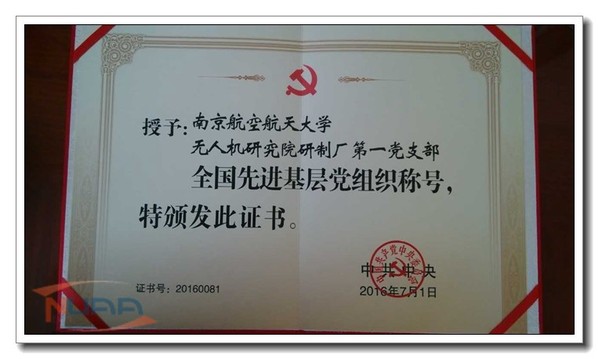 授予:南京航空航天大学
无人机研究院研制厂第一党支部
全国先进基层党组织称号，
特颁发此证书。
中共中央
2016年7月1日
证书号：20160081
NUAA